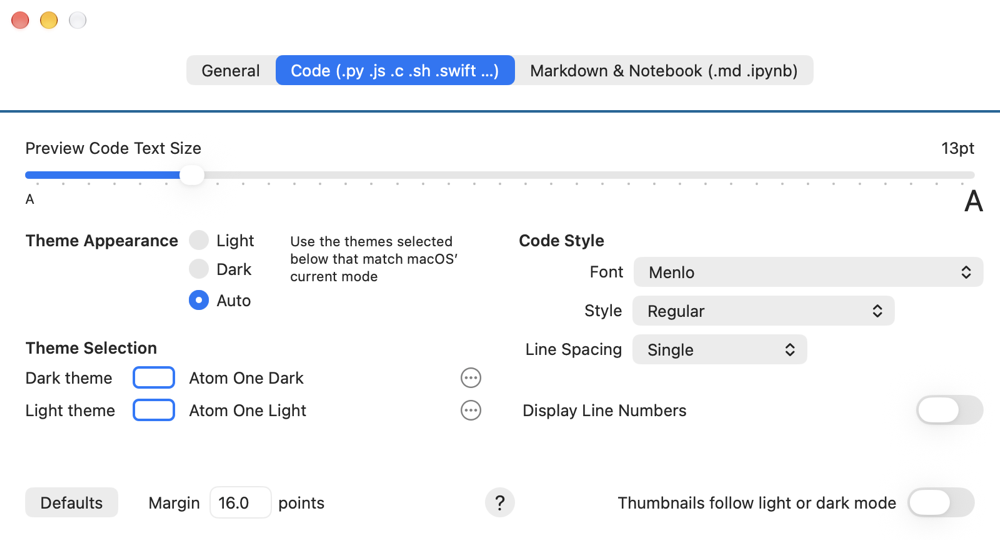 General Code (.py .js .c .sh .swift ...) Markdown & Notebook (.md .ipynb)
Preview Code Text Size 13pt
A A
Theme Appearance
Light
Dark
Auto
Use the themes selected
below that match macOS’
current mode
Code Style
Font Menlo
Style Regular
Line Spacing Single
Theme Selection
Dark theme Atom One Dark
Light theme Atom One Light
Display Line Numbers
Defaults Margin 16.0 points ? Thumbnails follow light or dark mode